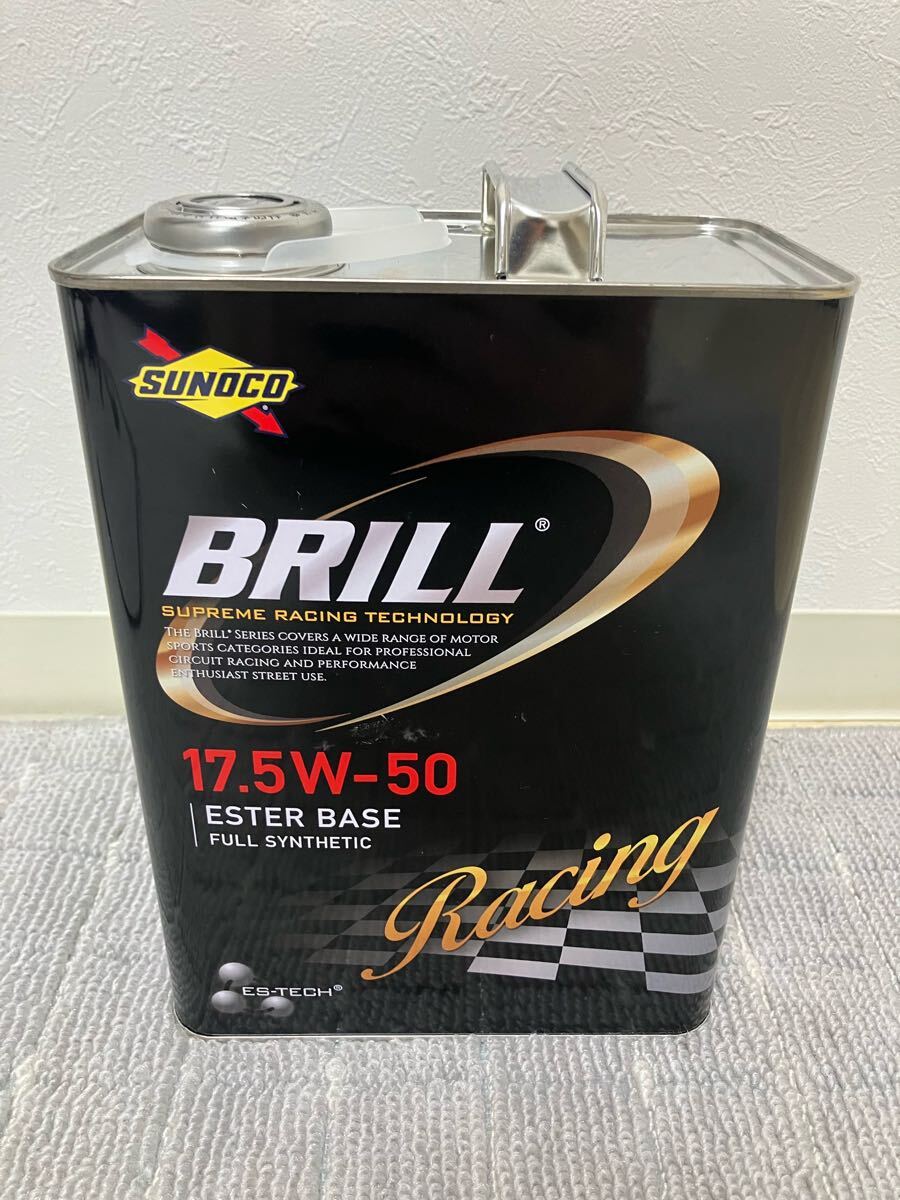 SUNOCO
BRILL®
SUPREME RACING TECHNOLOGY
THE BRILL® SERIES COVERS A WIDE RANGE OF MOTOR
SPORTS CATEGORIES IDEAL FOR PROFESSIONAL
CIRCUIT RACING AND PERFORMANCE
ENTHUSIAST STREET USE.
17.5W-50
ESTER BASE
FULL SYNTHETIC
Racing
ES-TECH®